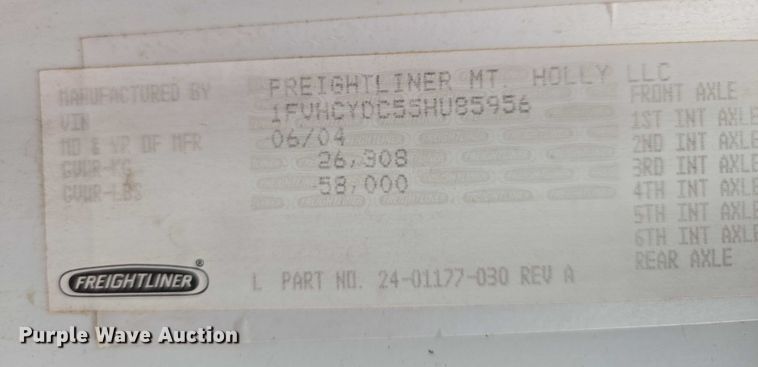 MANUFACTURED BY FREIGHTLINER MT. HOLLY LLC
VIN 1FVHCYDC55HU85956
MO & YR OF MFR 06/04
GVWR-KG 26,308
GVWR-LBS 58,000
FRONT AXLE
1ST INT AXLE
2ND INT AXLE
3RD INT AXLE
4TH INT AXLE
5TH INT AXLE
6TH INT AXLE
REAR AXLE
FREIGHTLINER®
L PART NO. 24-01177-030 REV A
Purple Wave Auction